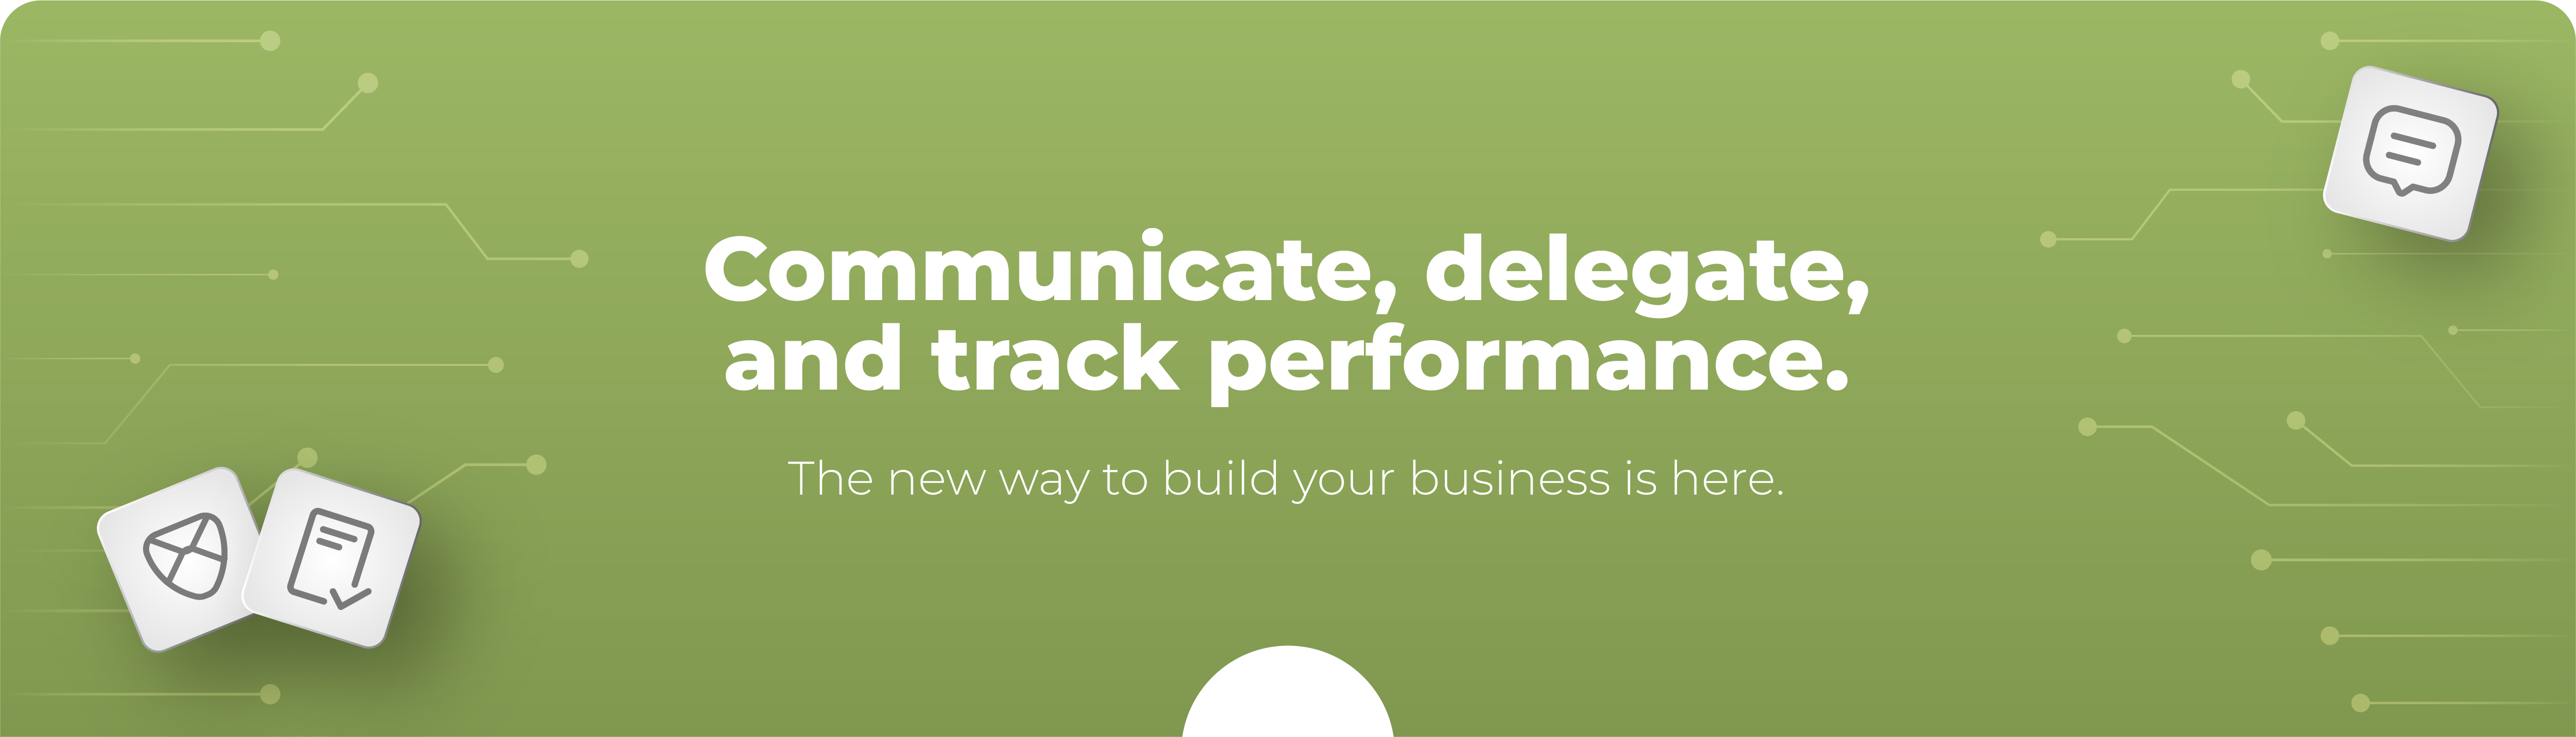 Communicate, delegate,
and track performance.
The new way to build your business is here.